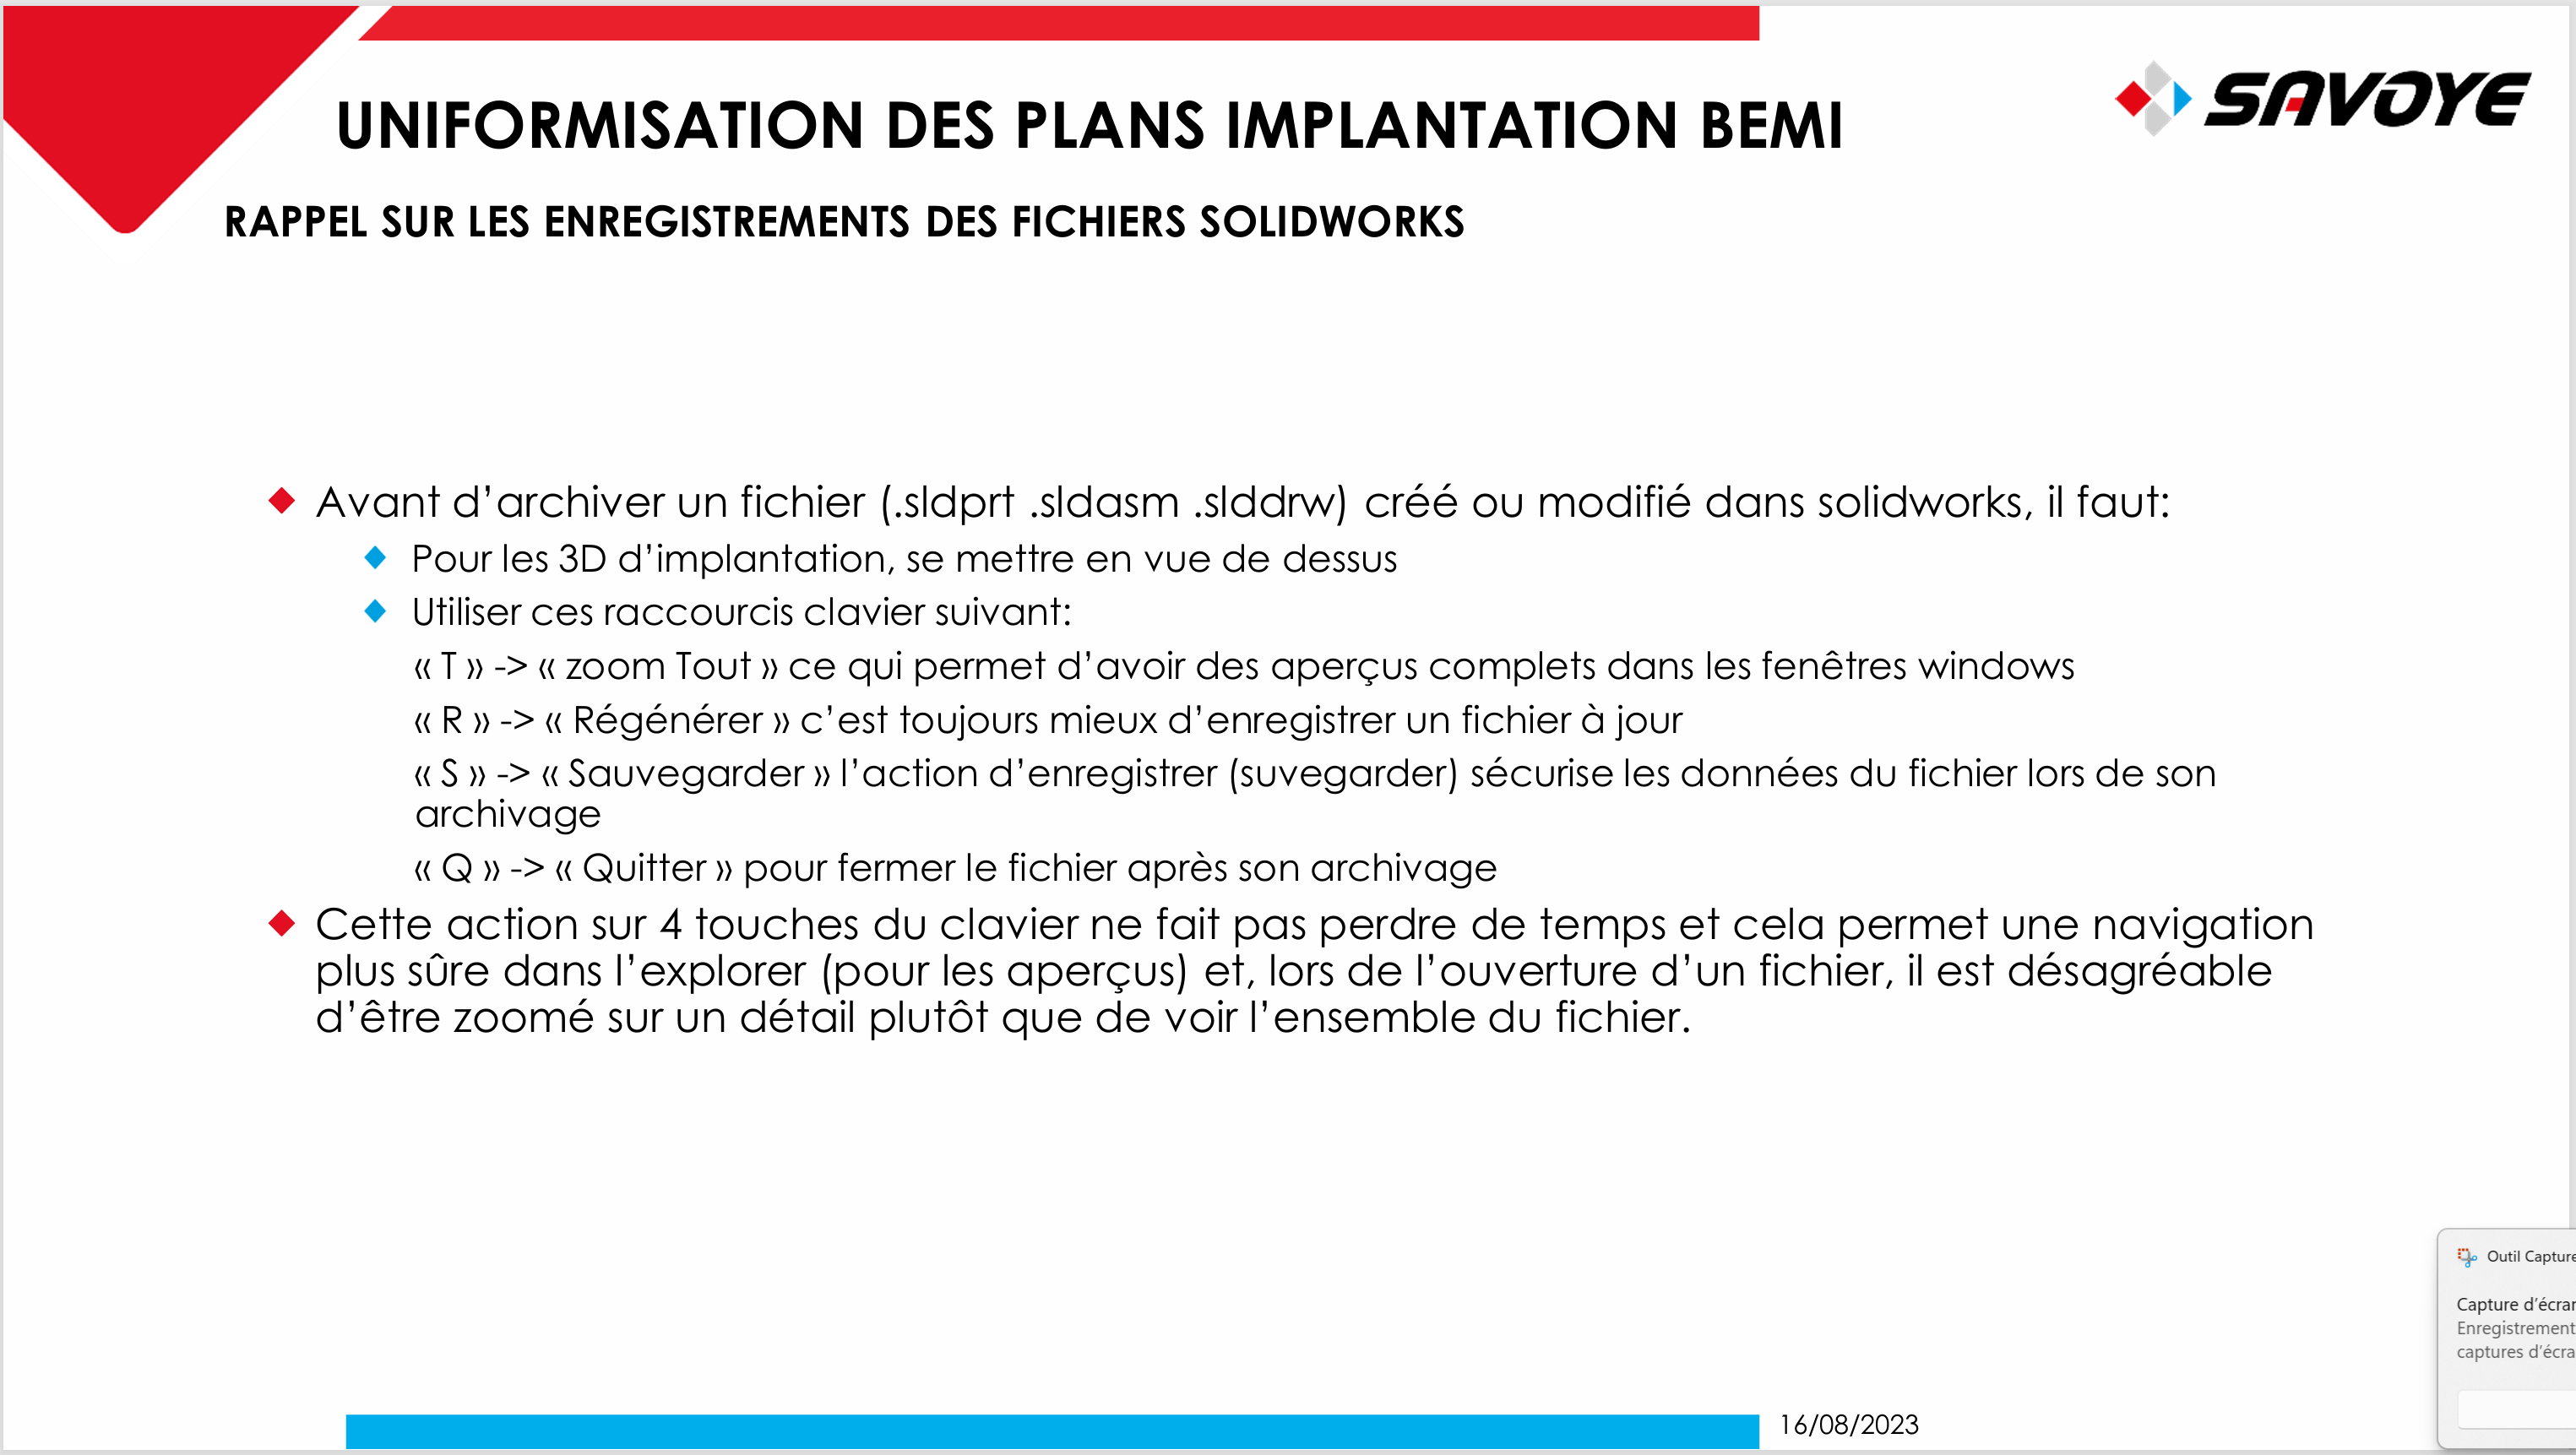 SAVOYE
UNIFORMISATION DES PLANS IMPLANTATION BEMI
RAPPEL SUR LES ENREGISTREMENTS DES FICHIERS SOLIDWORKS
Avant d’archiver un fichier (.sldprt .sldasm .slddrw) créé ou modifié dans solidworks, il faut:
Pour les 3D d’implantation, se mettre en vue de dessus
Utiliser ces raccourcis clavier suivant:
« T » -> « zoom Tout » ce qui permet d’avoir des aperçus complets dans les fenêtres windows
« R » -> « Régénérer » c’est toujours mieux d’enregistrer un fichier à jour
« S » -> « Sauvegarder » l’action d’enregistrer (suvegarder) sécurise les données du fichier lors de son
archivage
« Q » -> « Quitter » pour fermer le fichier après son archivage
Cette action sur 4 touches du clavier ne fait pas perdre de temps et cela permet une navigation
plus sûre dans l’explorer (pour les aperçus) et, lors de l’ouverture d’un fichier, il est désagréable
d’être zoomé sur un détail plutôt que de voir l’ensemble du fichier.
Outil Capture
Capture d’écran
Enregistrement
captures d’écra
16/08/2023